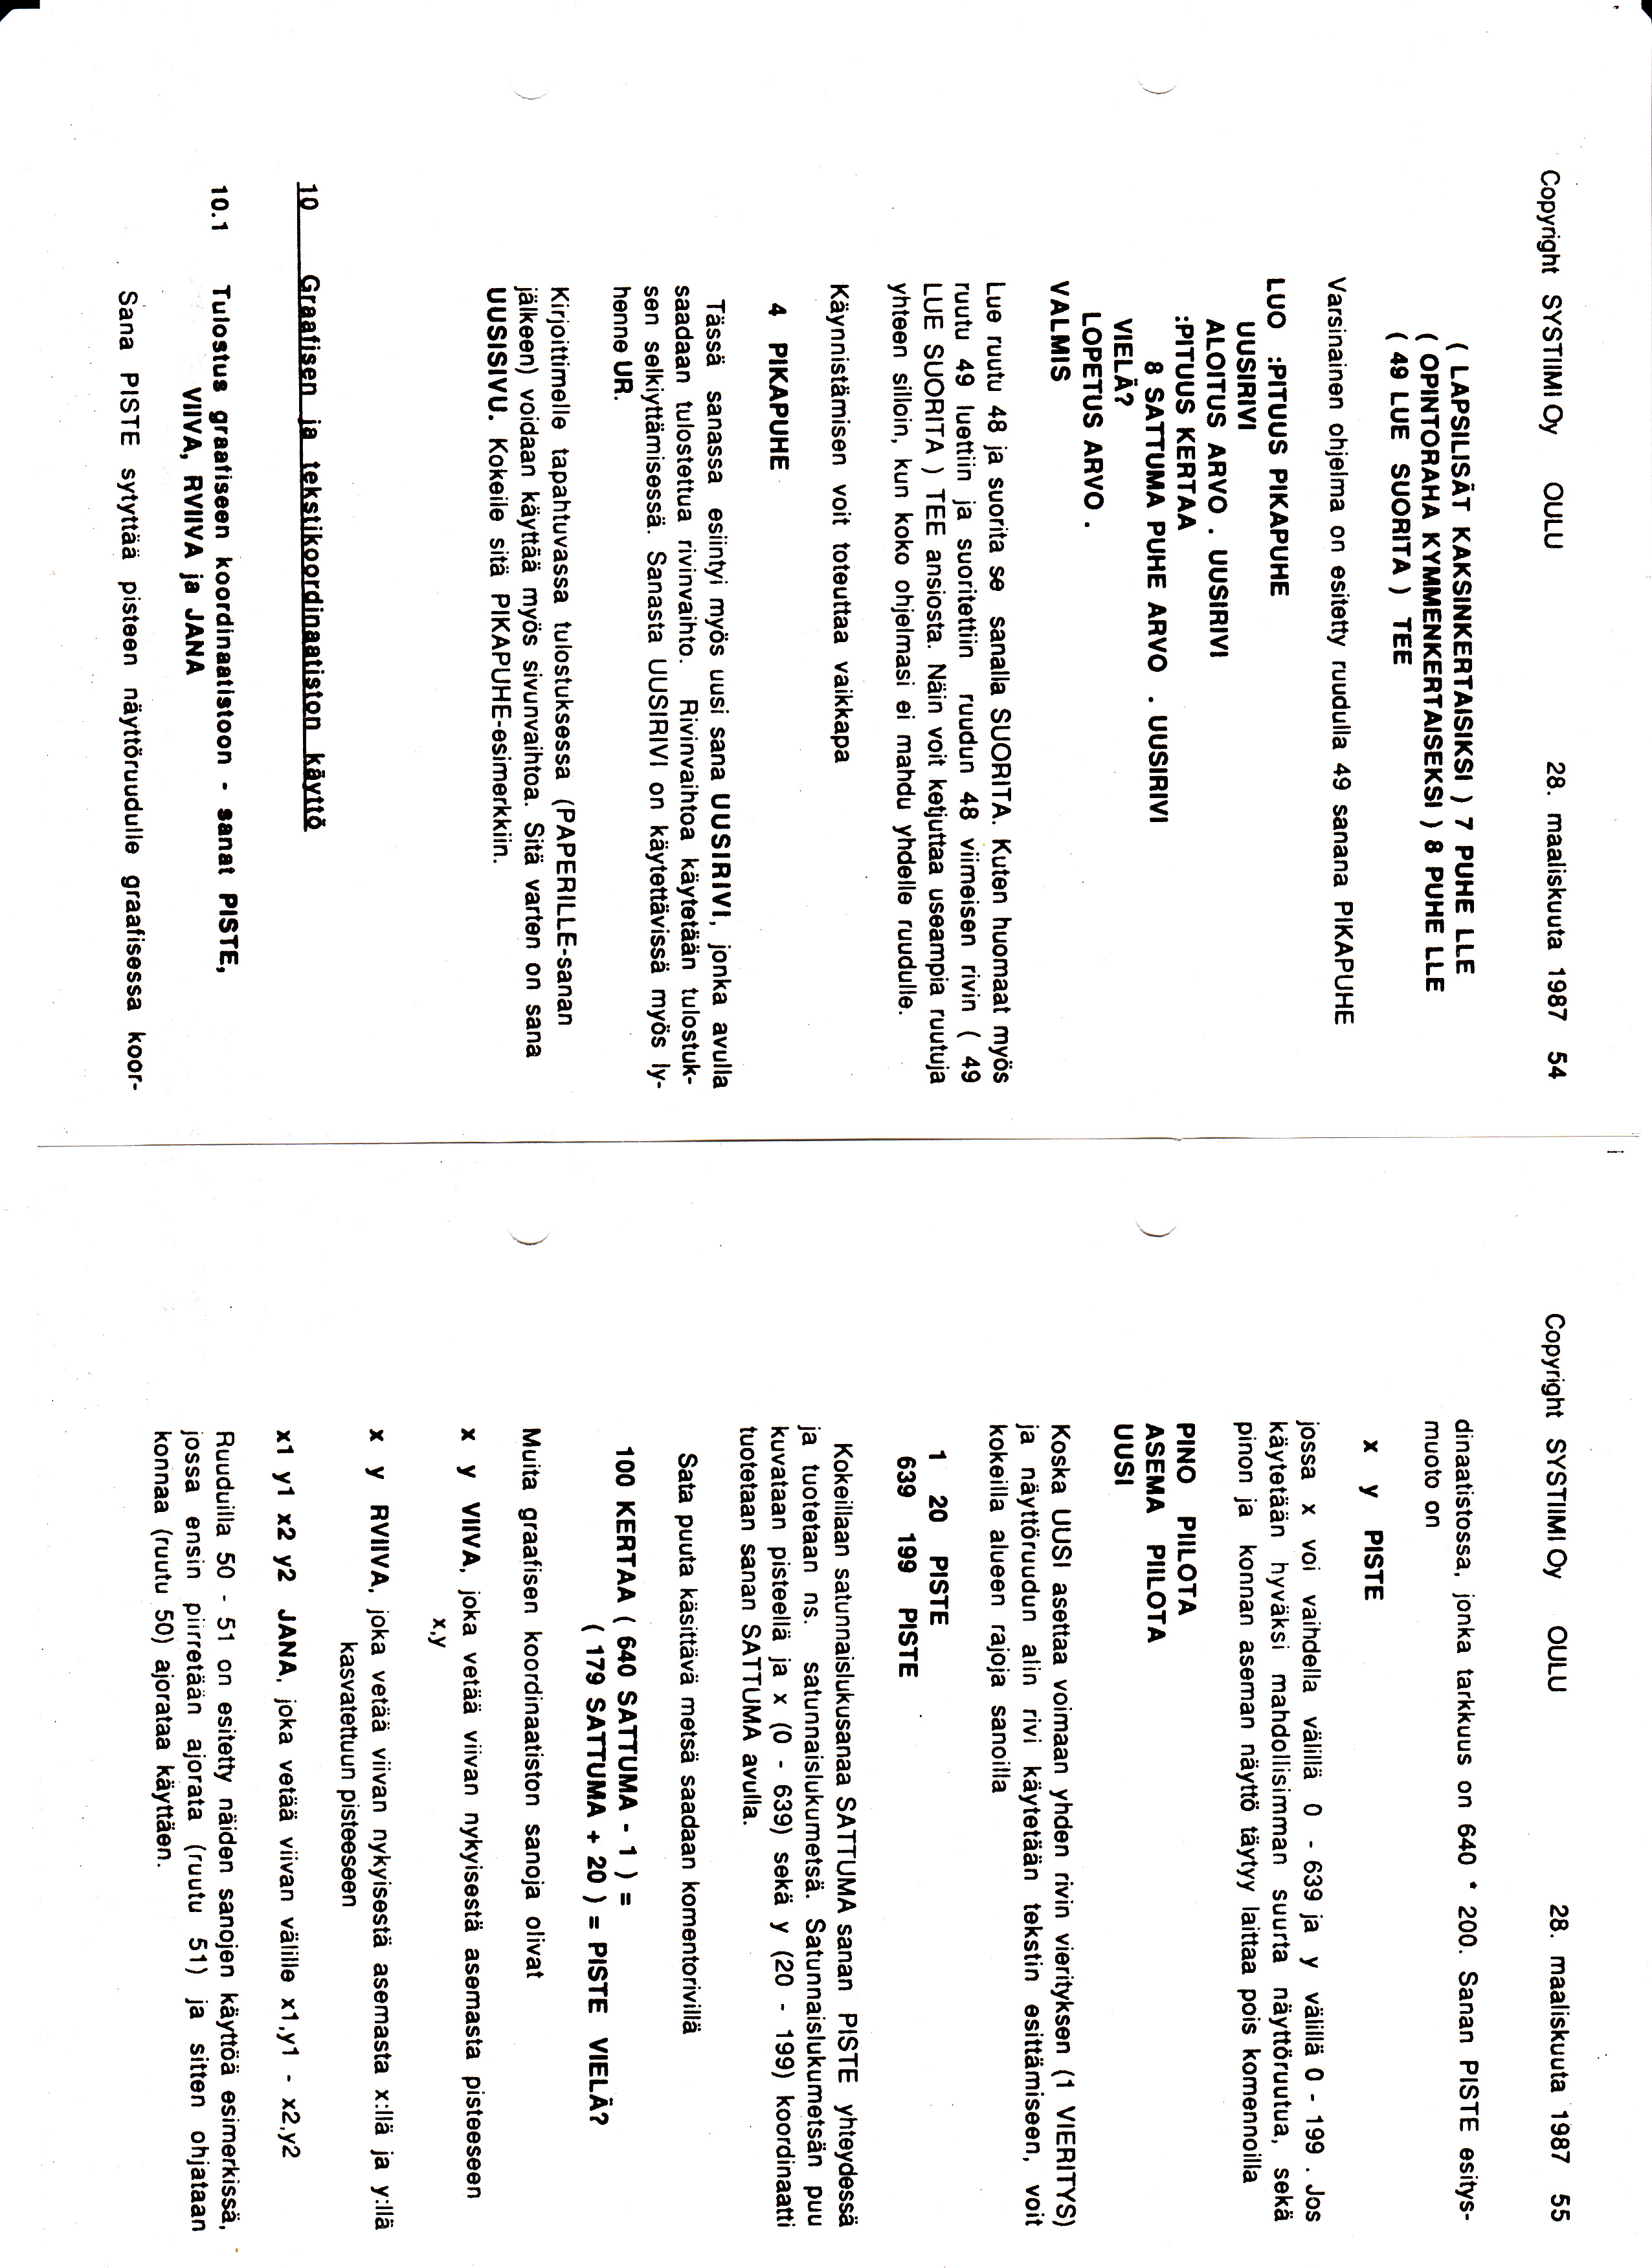 Copyright SYSTIIMI Oy OULU 28. maaliskuuta 1987 54
( LAPSILISÄT KAKSINKERTAISIKSI ) 7 PUHE LLE
( OPINTORAHA KYMMENKERTAISEKSI ) 8 PUHE LLE
( 49 LUE SUORITA ) TEE
Varsinainen ohjelma on esitetty ruudulla 49 sanana PIKAPUHE
LUO :PITUUS PIKAPUHE
UUSIRIVI
ALOITUS ARVO . UUSIRIVI
:PITUUS KERTAA
8 SATTUMA PUHE ARVO . UUSIRIVI
VIELÄ?
LOPETUS ARVO .
VALMIS
Lue ruutu 48 ja suorita se sanalla SUORITA. Kuten huomaat myös
ruutu 49 luettiin ja suoritettiin ruudun 48 viimeisen rivin ( 49
LUE SUORITA ) TEE ansiosta. Näin voit ketjuttaa useampia ruutuja
yhteen silloin, kun koko ohjelmasi ei mahdu yhdelle ruudulle.
Käynnistämisen voit toteuttaa vaikkapa
4 PIKAPUHE
Tässä sanassa esiintyi myös uusi sana UUSIRIVI, jonka avulla
saadaan tulostettua rivinvaihto. Rivinvaihtoa käytetään tulostuk-
sen selkiyttämisessä. Sanasta UUSIRIVI on käytettävissä myös ly-
henne UR.
Kirjoittimelle tapahtuvassa tulostuksessa (PAPERILLE-sanan
jälkeen) voidaan käyttää myös sivunvaihtoa. Sitä varten on sana
UUSISIVU. Kokeile sitä PIKAPUHE-esimerkkiin.
10 Graafisen ja tekstikoordinaatiston käyttö
10.1 Tulostus graafiseen koordinaatistoon - sanat PISTE,
VIIVA, RVIIVA ja JANA
Sana PISTE sytyttää pisteen näyttöruudulle graafisessa koor-
Copyright SYSTIIMI Oy OULU 28. maaliskuuta 1987 55
dinaatistossa, jonka tarkkuus on 640 * 200. Sanan PISTE esitys-
muoto on
x y PISTE
jossa x voi vaihdella välillä 0 - 639 ja y välillä 0 - 199 . Jos
käytetään hyväksi mahdollisimman suurta näyttöruutua, sekä
pinon ja konnan aseman näyttö täytyy laittaa pois komennoilla
PINO PIILOTA
ASEMA PIILOTA
UUSI
Koska UUSI asettaa voimaan yhden rivin vierityksen (1 VIERITYS)
ja näyttöruudun alin rivi käytetään tekstin esittämiseen, voit
kokeilla alueen rajoja sanoilla
1 20 PISTE
639 199 PISTE
Kokeillaan satunnaislukusanaa SATTUMA sanan PISTE yhteydessä
ja tuotetaan ns. satunnaislukumetsä. Satunnaislukumetsän puu
kuvataan pisteellä ja x (0 - 639) sekä y (20 - 199) koordinaatti
tuotetaan sanan SATTUMA avulla.
Sata puuta käsittävä metsä saadaan komentorivillä
100 KERTAA ( 640 SATTUMA - 1 ) =
( 179 SATTUMA + 20 ) = PISTE VIELÄ?
Muita graafisen koordinaatiston sanoja olivat
x y VIIVA, joka vetää viivan nykyisestä asemasta pisteeseen
x,y
x y RVIIVA, joka vetää viivan nykyisestä asemasta x:llä ja y:llä
kasvatettuun pisteeseen
x1 y1 x2 y2 JANA, joka vetää viivan välille x1,y1 - x2,y2
Ruuduilla 50 - 51 on esitetty näiden sanojen käyttöä esimerkissä,
jossa ensin piirretään ajorata (ruutu 51) ja sitten ohjataan
konnaa (ruutu 50) ajorataa käyttäen.